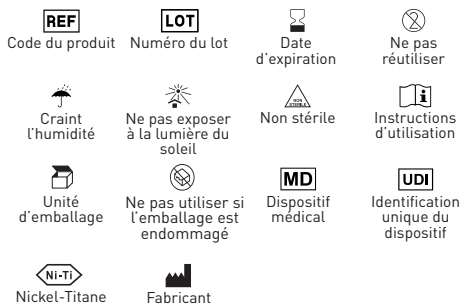 REF
LOT
Code du produit
Numéro du lot
Date
d'expiration
Ne pas
réutiliser
2
Craint
l'humidité
Ne pas exposer
à la lumière du
soleil
NON
STERILE
Non stérile
i
Instructions
d'utilisation
Unité
d'emballage
Ne pas utiliser si
l'emballage est
endommagé
MD
Dispositif
médical
UDI
Identification
unique du
dispositif
Ni-Ti
Nickel-Titane
Fabricant